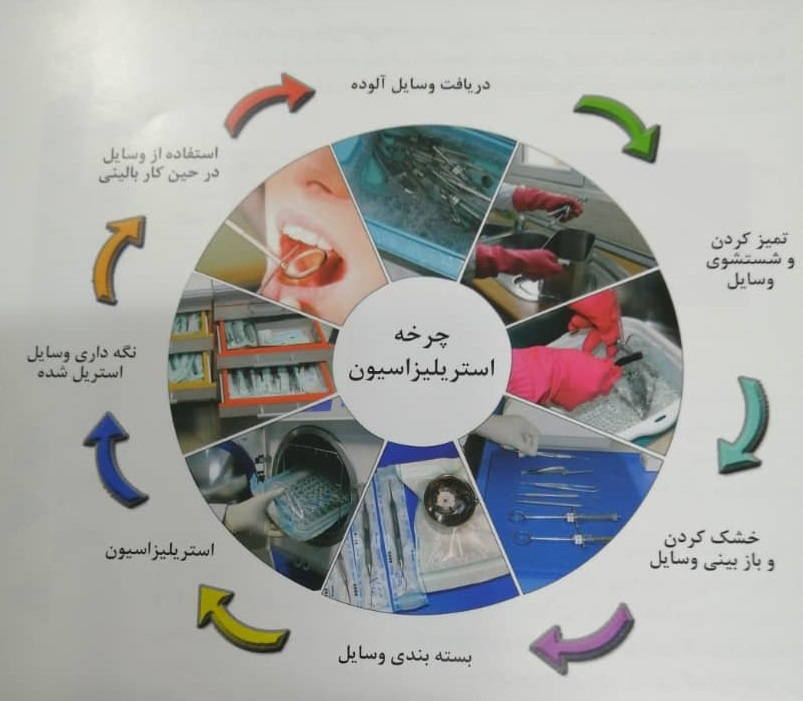 دریافت وسایل آلوده
تمیز کردن
و شستشوی
وسایل
خشک کردن
و باز بینی وسایل
بسته بندی وسایل
استریلیزاسیون
نگه داری وسایل
استریل شده
استفاده از وسایل
در حین کار بالینی
چرخه
استریلیزاسیون